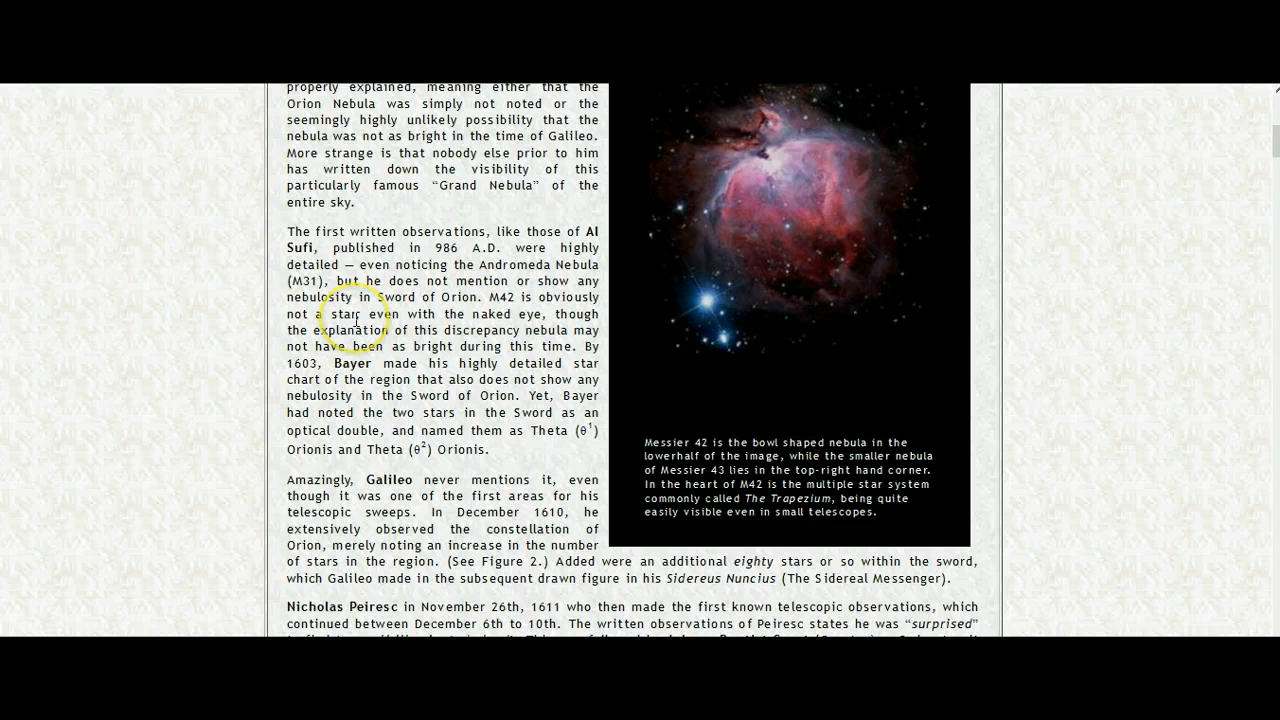 properly explained, meaning either that the
Orion Nebula was simply not noted or the
seemingly highly unlikely possibility that the
nebula was not as bright in the time of Galileo.
More strange is that nobody else prior to him
has written down the visibility of this
particularly famous “Grand Nebula” of the
entire sky.
The first written observations, like those of Al
Sufi, published in 986 A.D. were highly
detailed — even noticing the Andromeda Nebula
(M31), but he does not mention or show any
nebulosity in Sword of Orion. M42 is obviously
not a star even with the naked eye, though
the explanation of this discrepancy nebula may
not have been as bright during this time. By
1603, Bayer made his highly detailed star
chart of the region that also does not show any
nebulosity in the Sword of Orion. Yet, Bayer
had noted the two stars in the Sword as an
optical double, and named them as Theta (θ¹)
Orionis and Theta (θ²) Orionis.
Amazingly, Galileo never mentions it, even
though it was one of the first areas for his
telescopic sweeps. In December 1610, he
extensively observed the constellation of
Orion, merely noting an increase in the number
of stars in the region. (See Figure 2.) Added were an additional eighty stars or so within the sword,
which Galileo made in the subsequent drawn figure in his Sidereus Nuncius (The Sidereal Messenger).
Nicholas Peiresc in November 26th, 1611 who then made the first known telescopic observations, which
continued between December 6th to 10th. The written observations of Peiresc states he was “surprised”
Messier 42 is the bowl shaped nebula in the
lowerhalf of the image, while the smaller nebula
of Messier 43 lies in the top-right hand corner.
In the heart of M42 is the multiple star system
commonly called The Trapezium, being quite
easily visible even in small telescopes.